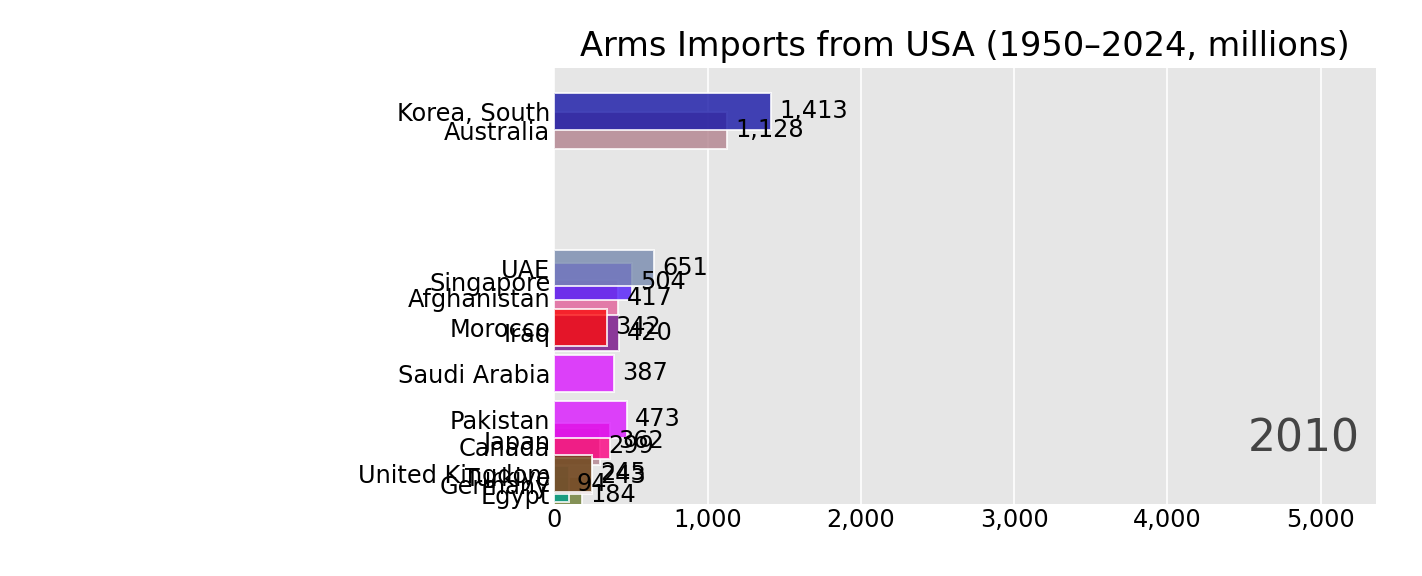 Arms Imports from USA (1950–2024, millions)
Korea, South 1,413
Australia 1,128
UAE 651
Singapore 504
Afghanistan 417
Morocco 342
Iraq 420
Saudi Arabia 387
Pakistan 473
Japan 362
Canada 299
2010
United Kingdom 245
Germany 94
Egypt 184
0 1,000 2,000 3,000 4,000 5,000